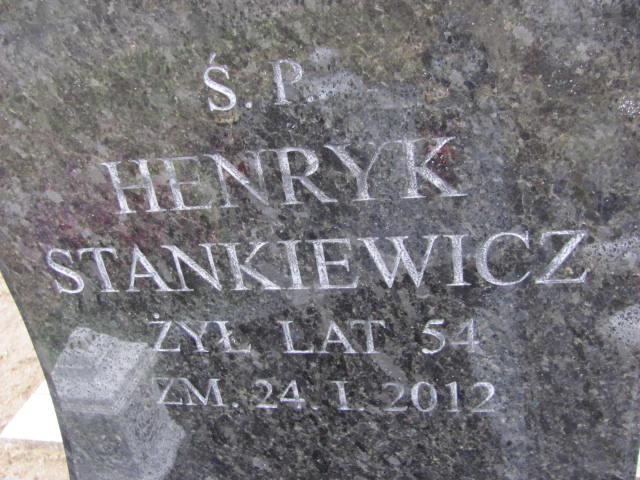 Ś.P.
HENRYK
STANKIEWICZ
ŻYŁ LAT 54
ZM. 24. I. 2012